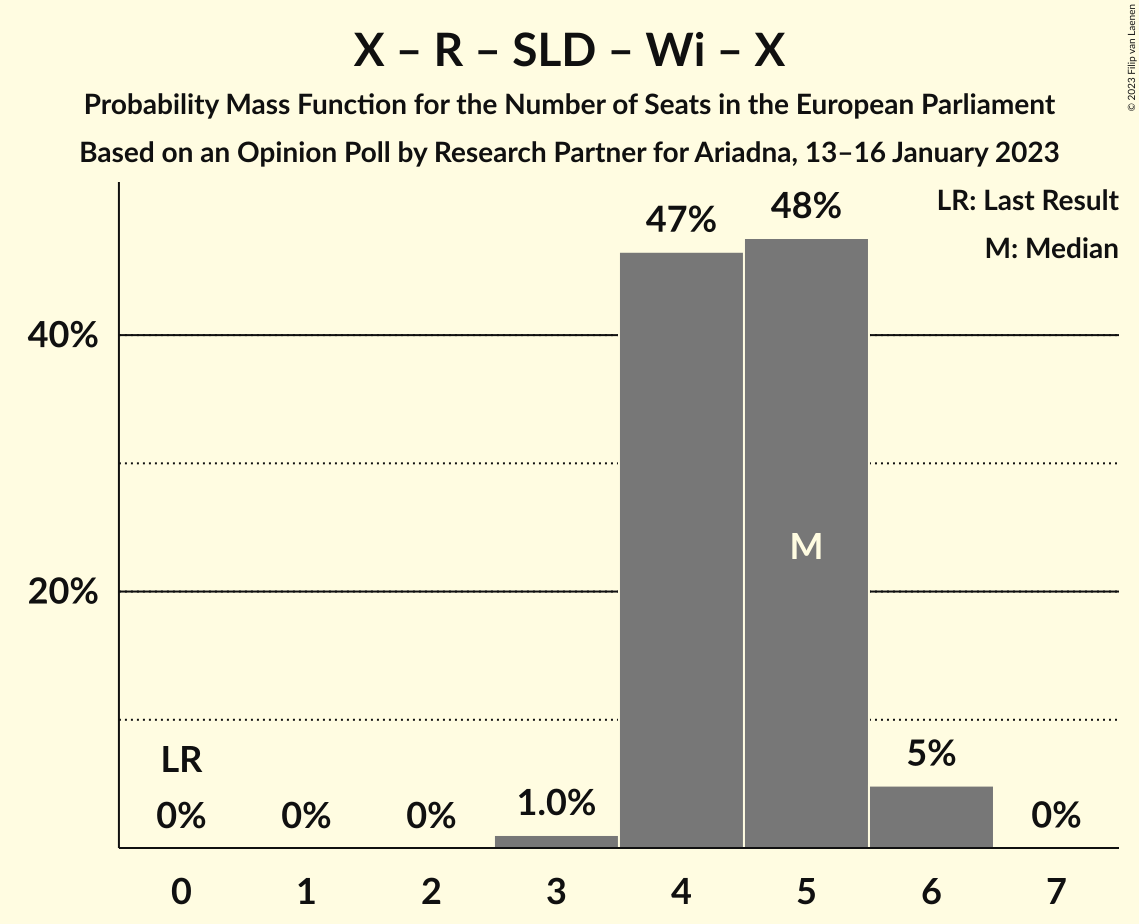 X – R – SLD – Wi – X
Probability Mass Function for the Number of Seats in the European Parliament
Based on an Opinion Poll by Research Partner for Ariadna, 13–16 January 2023
© 2023 Filip van Laenen
LR: Last Result
M: Median
47%
48%
40%
M
20%
LR
0%
0%
0%
1.0%
5%
0%
0
1
2
3
4
5
6
7